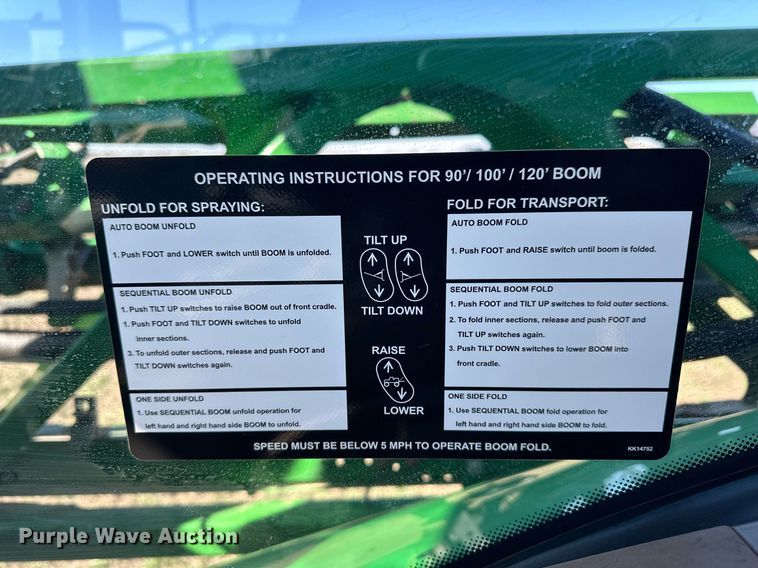 OPERATING INSTRUCTIONS FOR 90'/ 100' / 120' BOOM
UNFOLD FOR SPRAYING:
AUTO BOOM UNFOLD
1. Push FOOT and LOWER switch until BOOM is unfolded.
SEQUENTIAL BOOM UNFOLD
1. Push TILT UP switches to raise BOOM out of front cradle.
1. Push FOOT and TILT DOWN switches to unfold
inner sections.
3. To unfold outer sections, release and push FOOT and
TILT DOWN switches again.
ONE SIDE UNFOLD
1. Use SEQUENTIAL BOOM unfold operation for
left hand and right hand side BOOM to unfold.
TILT UP
TILT DOWN
RAISE
LOWER
FOLD FOR TRANSPORT:
AUTO BOOM FOLD
1. Push FOOT and RAISE switch until boom is folded.
SEQUENTIAL BOOM FOLD
1. Push FOOT and TILT UP switches to fold outer sections.
2. To fold inner sections, release and push FOOT and
TILT UP switches again.
3. Push TILT DOWN switches to lower BOOM into
front cradle.
ONE SIDE FOLD
1. Use SEQUENTIAL BOOM fold operation for
left hand and right hand side BOOM to fold.
SPEED MUST BE BELOW 5 MPH TO OPERATE BOOM FOLD.
KK14752
Purple Wave Auction